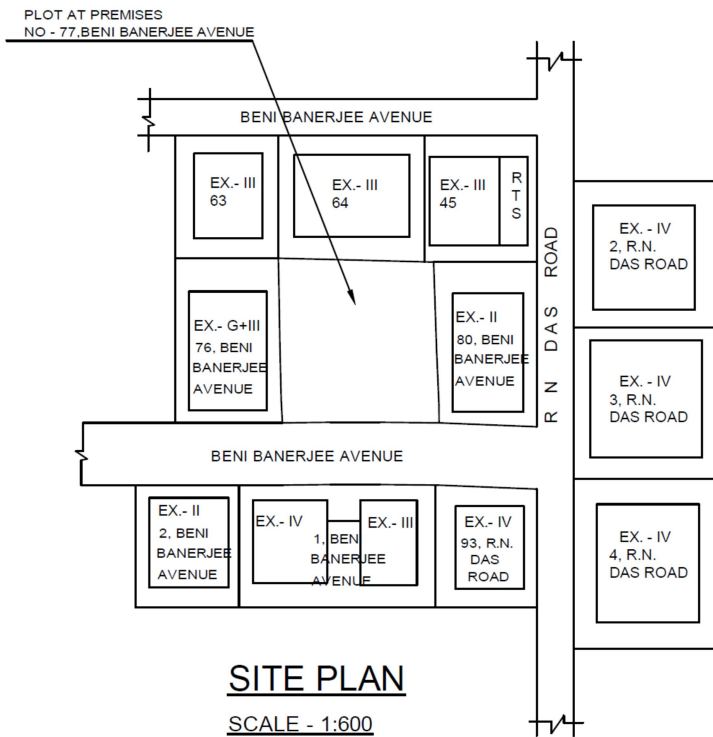 PLOT AT PREMISES
NO - 77,BENI BANERJEE AVENUE
BENI BANERJEE AVENUE
EX.- III
63
EX.- III
64
EX.- III
45
R
T
S
EX. - IV
2, R.N.
DAS ROAD
RN DAS ROAD
EX.- G+III
76, BENI
BANERJEE
AVENUE
EX.- II
80, BENI
BANERJEE
AVENUE
EX. - IV
3, R.N.
DAS ROAD
BENI BANERJEE AVENUE
EX.- II
2, BENI
BANERJEE
AVENUE
EX.- IV
EX.- III
1, BENI
BANERJEE
AVENUE
EX.- IV
93, R.N.
DAS
ROAD
EX. - IV
4, R.N.
DAS ROAD
SITE PLAN
SCALE - 1:600